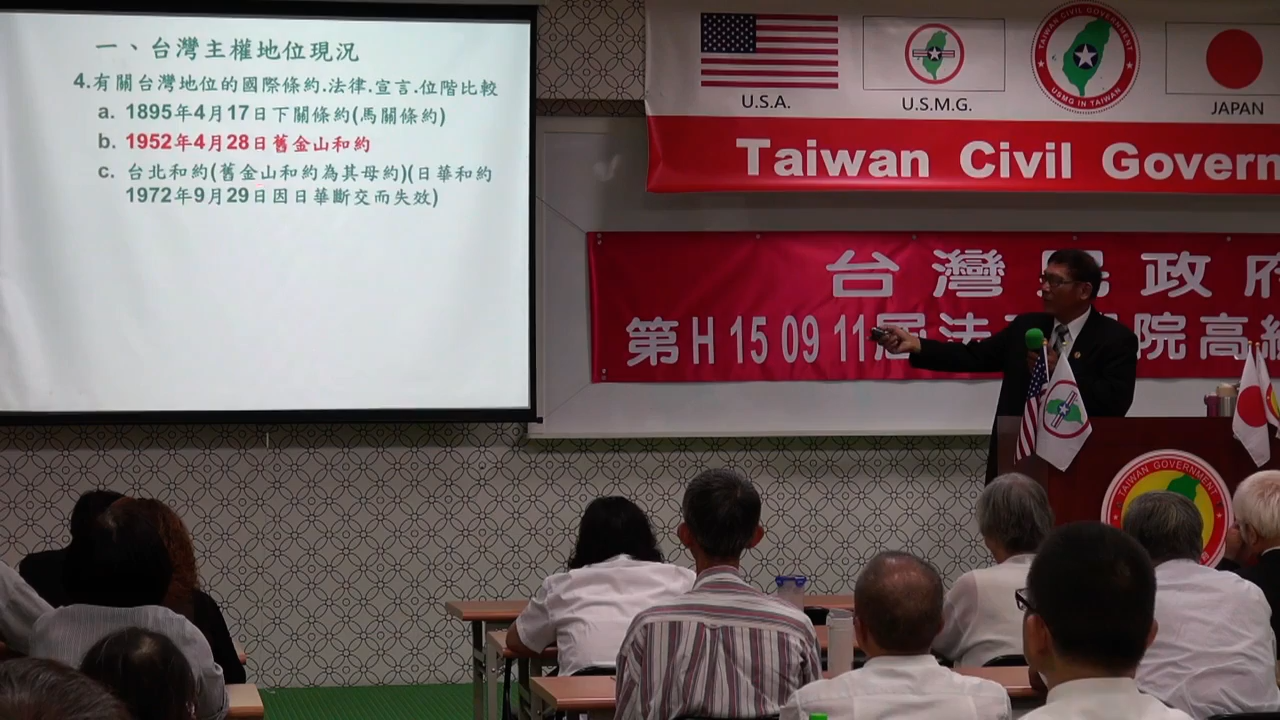 一、台灣主權地位現況
4.有關台灣地位的國際條約.法律.宣言.位階比較
a. 1895年4月17日下關條約(馬關條約)
b. 1952年4月28日舊金山和約
c. 台北和約(舊金山和約為其母約)(日華和約
1972年9月29日因日華斷交而失效)
U.S.A.
U.S.M.G.
TAIWAN CIVIL GOVERNMENT
USMG IN TAIWAN
JAPAN
Taiwan Civil Govern
台灣民政府
第H 15 09 11屆法 院高
TAIWAN GOVERNMENT